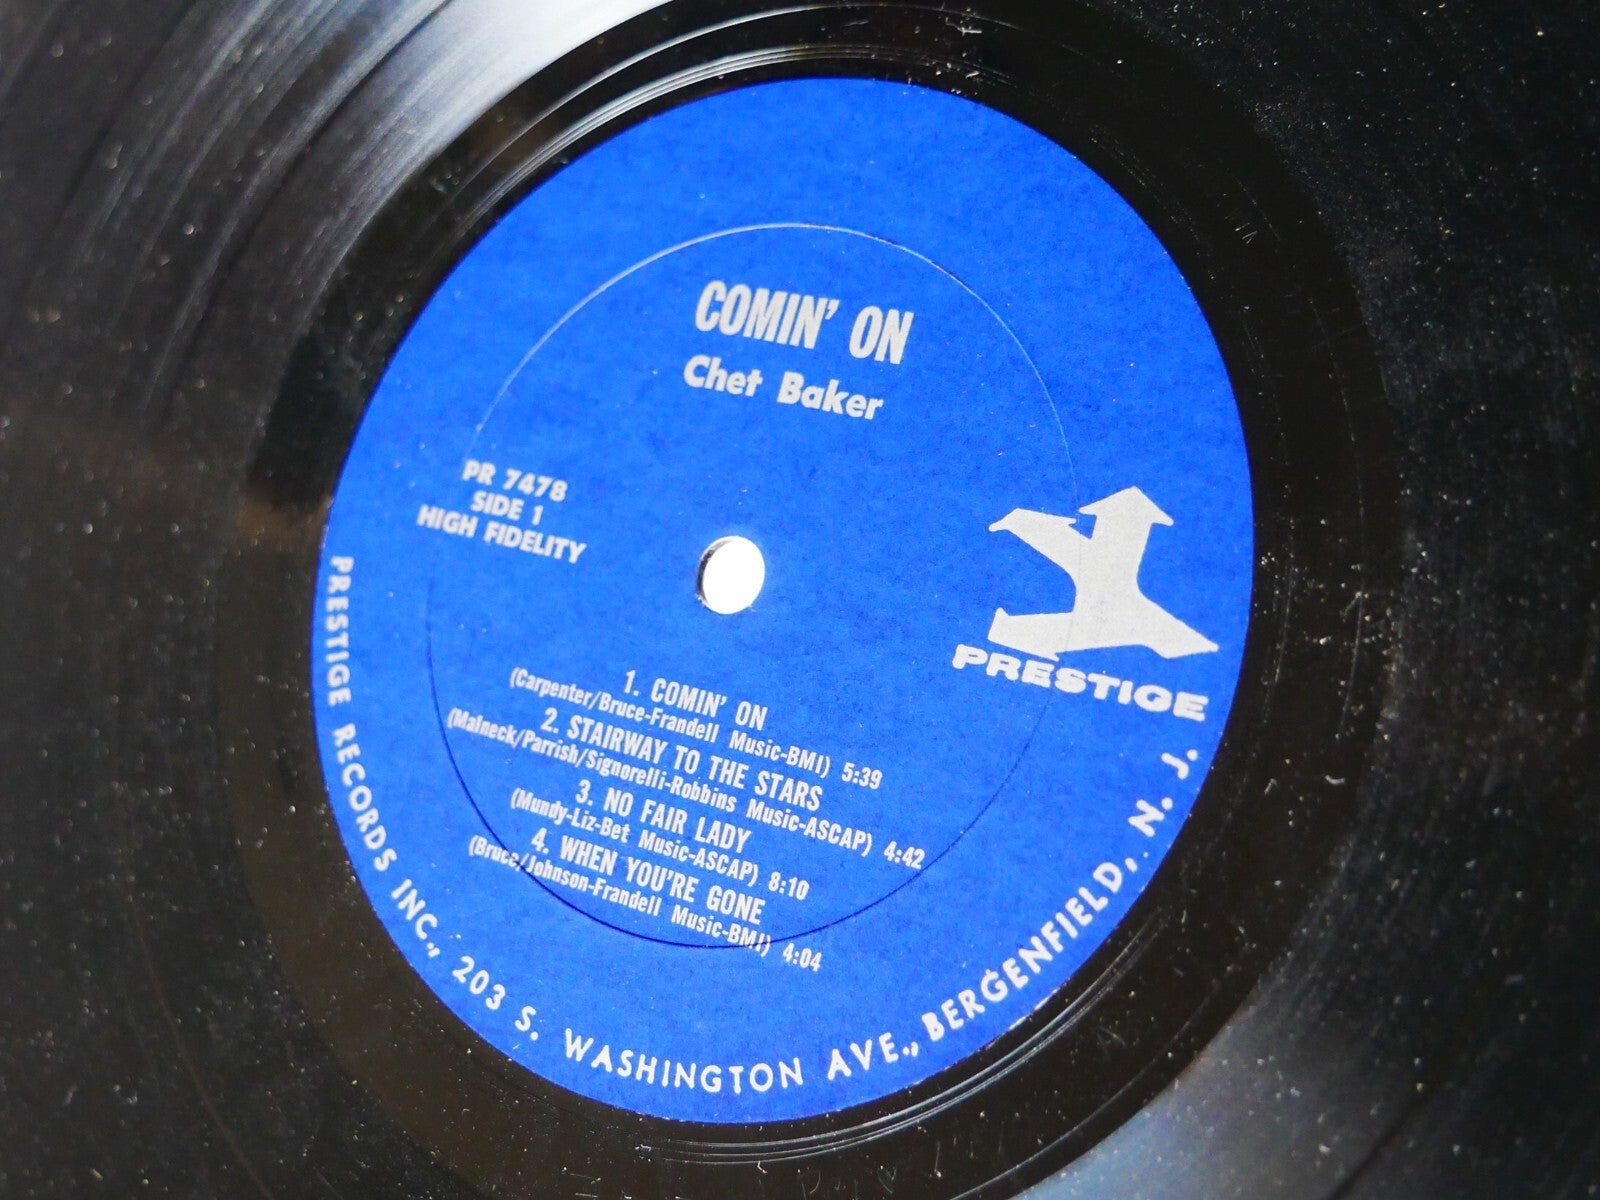 COMIN' ON
Chet Baker
PR 7478
SIDE 1
HIGH FIDELITY
PRESTIGE
1. COMIN' ON
(Carpenter/Bruce-Frandell Music-BMI) 5:39
2. STAIRWAY TO THE STARS
(Malneck/Parrish/Signorelli-Robbins Music-ASCAP) 4:42
3. NO FAIR LADY
(Mundy-Liz-Bet Music-ASCAP) 8:10
4. WHEN YOU'RE GONE
(Bruce/Johnson-Frandell Music-BMI) 4:04
PRESTIGE RECORDS INC., 203 S. WASHINGTON AVE., BERGENFIELD, N. J.